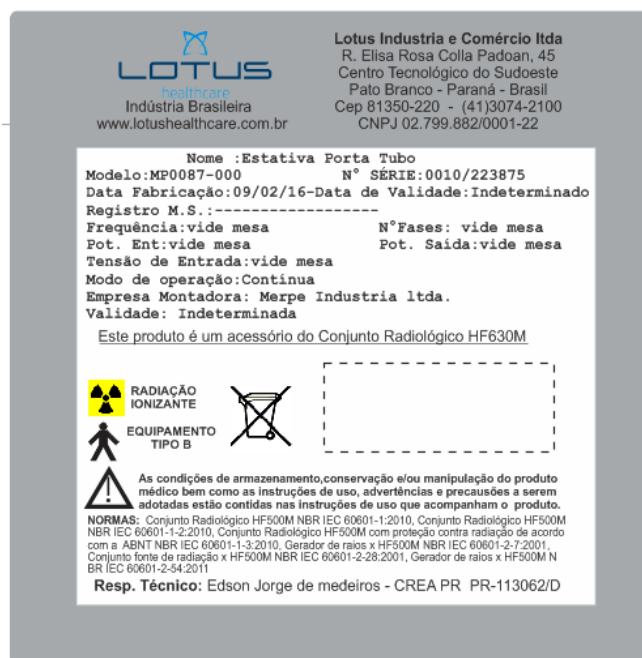 LOTUS
healthcare
Indústria Brasileira
www.lotushealthcare.com.br
Lotus Industria e Comércio ltda
R. Elisa Rosa Colla Padoan, 45
Centro Tecnológico do Sudoeste
Pato Branco - Paraná - Brasil
Cep 81350-220 - (41)3074-2100
CNPJ 02.799.882/0001-22
Nome :Estativa Porta Tubo
Modelo:MP0087-000 N° SÉRIE:0010/223875
Data Fabricação:09/02/16-Data de Validade:Indeterminado
Registro M.S.:------------------
Frequência:vide mesa N°Fases: vide mesa
Pot. Ent:vide mesa Pot. Saída:vide mesa
Tensão de Entrada:vide mesa
Modo de operação:Contínua
Empresa Montadora: Merpe Industria ltda.
Validade: Indeterminada
Este produto é um acessório do Conjunto Radiológico HF630M
RADIAÇÃO
IONIZANTE
EQUIPAMENTO
TIPO B
As condições de armazenamento,conservação e/ou manipulação do produto
médico bem como as instruções de uso, advertências e precausões a serem
adotadas estão contidas nas instruções de uso que acompanham o produto.
NORMAS: Conjunto Radiológico HF500M NBR IEC 60601-1:2010, Conjunto Radiológico HF500M
NBR IEC 60601-1-2:2010, Conjunto Radiológico HF500M com proteção contra radiação de acordo
com a ABNT NBR IEC 60601-1-3:2010, Gerador de raios x HF500M NBR IEC 60601-2-7:2001,
Conjunto fonte de radiação x HF500M NBR IEC 60601-2-28:2001, Gerador de raios x HF500M N
BR IEC 60601-2-54:2011
Resp. Técnico: Edson Jorge de medeiros - CREA PR PR-113062/D